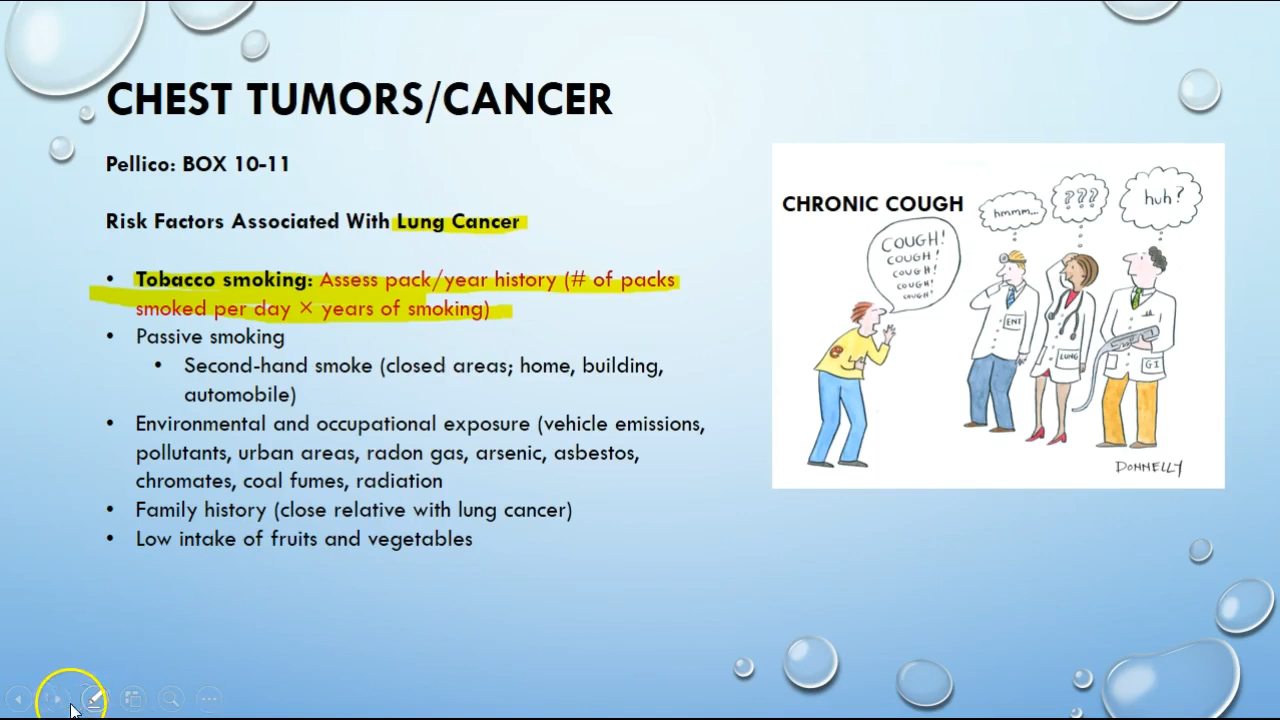 CHEST TUMORS/CANCER
Pellico: BOX 10-11
Risk Factors Associated With Lung Cancer
• Tobacco smoking: Assess pack/year history (# of packs
smoked per day × years of smoking)
• Passive smoking
• Second-hand smoke (closed areas; home, building,
automobile)
• Environmental and occupational exposure (vehicle emissions,
pollutants, urban areas, radon gas, arsenic, asbestos,
chromates, coal fumes, radiation
• Family history (close relative with lung cancer)
• Low intake of fruits and vegetables
CHRONIC COUGH
COUGH!
COUGH!
COUGH!
COUGH!
COUGH!
hmmm...
???
huh?
ENT
LUNG
GI
DONNELLY